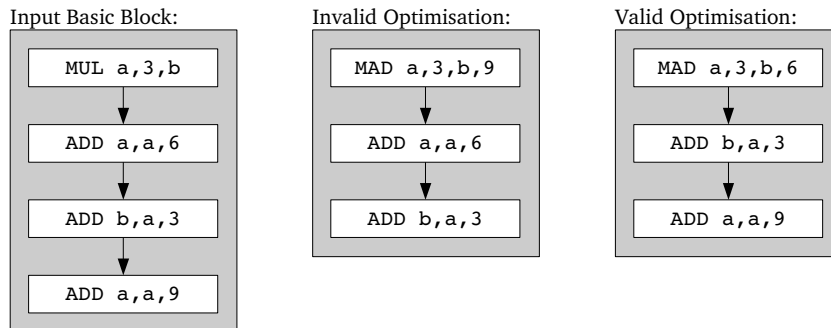 Input Basic Block:
MUL a,3,b
ADD a,a,6
ADD b,a,3
ADD a,a,9
Invalid Optimisation:
MAD a,3,b,9
ADD a,a,6
ADD b,a,3
Valid Optimisation:
MAD a,3,b,6
ADD b,a,3
ADD a,a,9